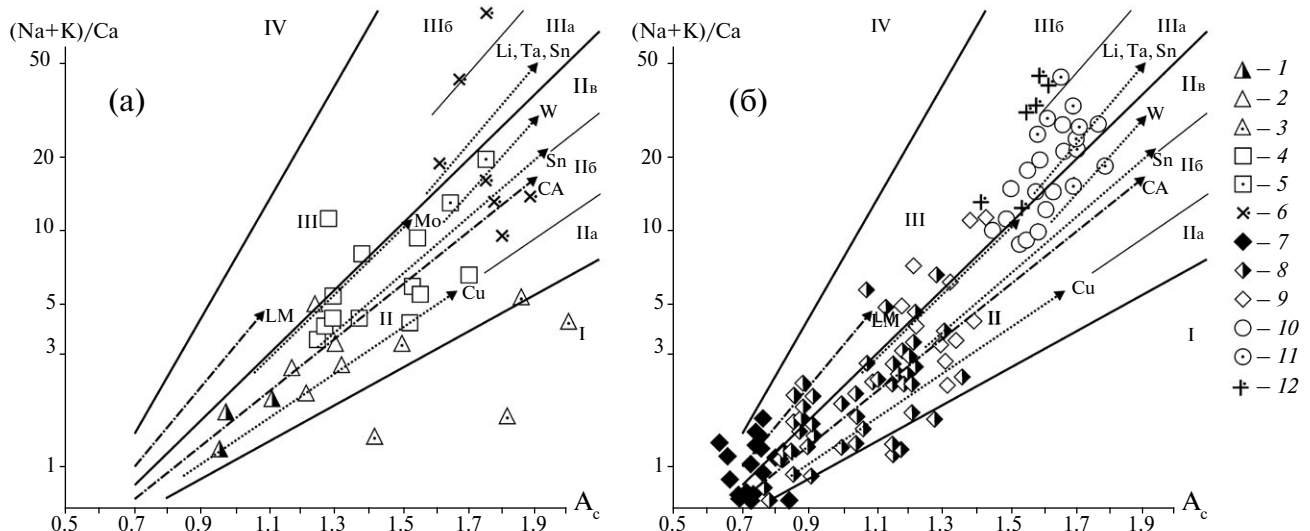 (Na+K)/Ca
IV
IIIб
IIIа
Li, Ta, Sn
50
(а)
IIв
W
20
Sn
IIб
CA
III
Mo
10
IIа
5
LM
Cu
II
I
3
1
Ac
0.5 0.7 0.9 1.1 1.3 1.5 1.7 1.9
(Na+K)/Ca
IV
IIIб
IIIа
Li, Ta, Sn
50
(б)
IIв
W
20
Sn
IIб
CA
III
10
IIа
5
LM
Cu
II
I
3
1
Ac
0.5 0.7 0.9 1.1 1.3 1.5 1.7 1.9
– 1
– 2
– 3
– 4
– 5
– 6
– 7
– 8
– 9
– 10
– 11
– 12